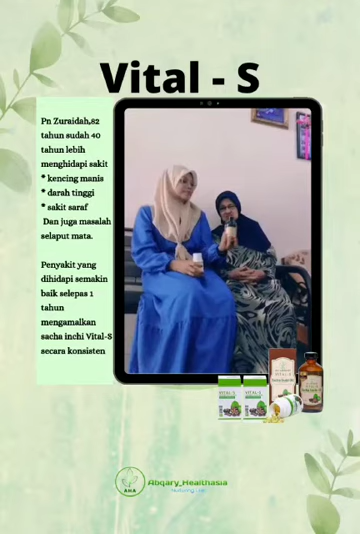 Vital - S
Pn Zuraidah,82
tahun sudah 40
tahun lebih
menghidapi sakit
* kencing manis
* darah tinggi
* sakit saraf
Dan juga masalah
selaput mata.
Penyakit yang
dihidapi semakin
baik selepas 1
tahun
mengamalkan
sacha inchi Vital-S
secara konsisten
VITAL-S
VITAL-S
AHA
Abqary_Healthasia